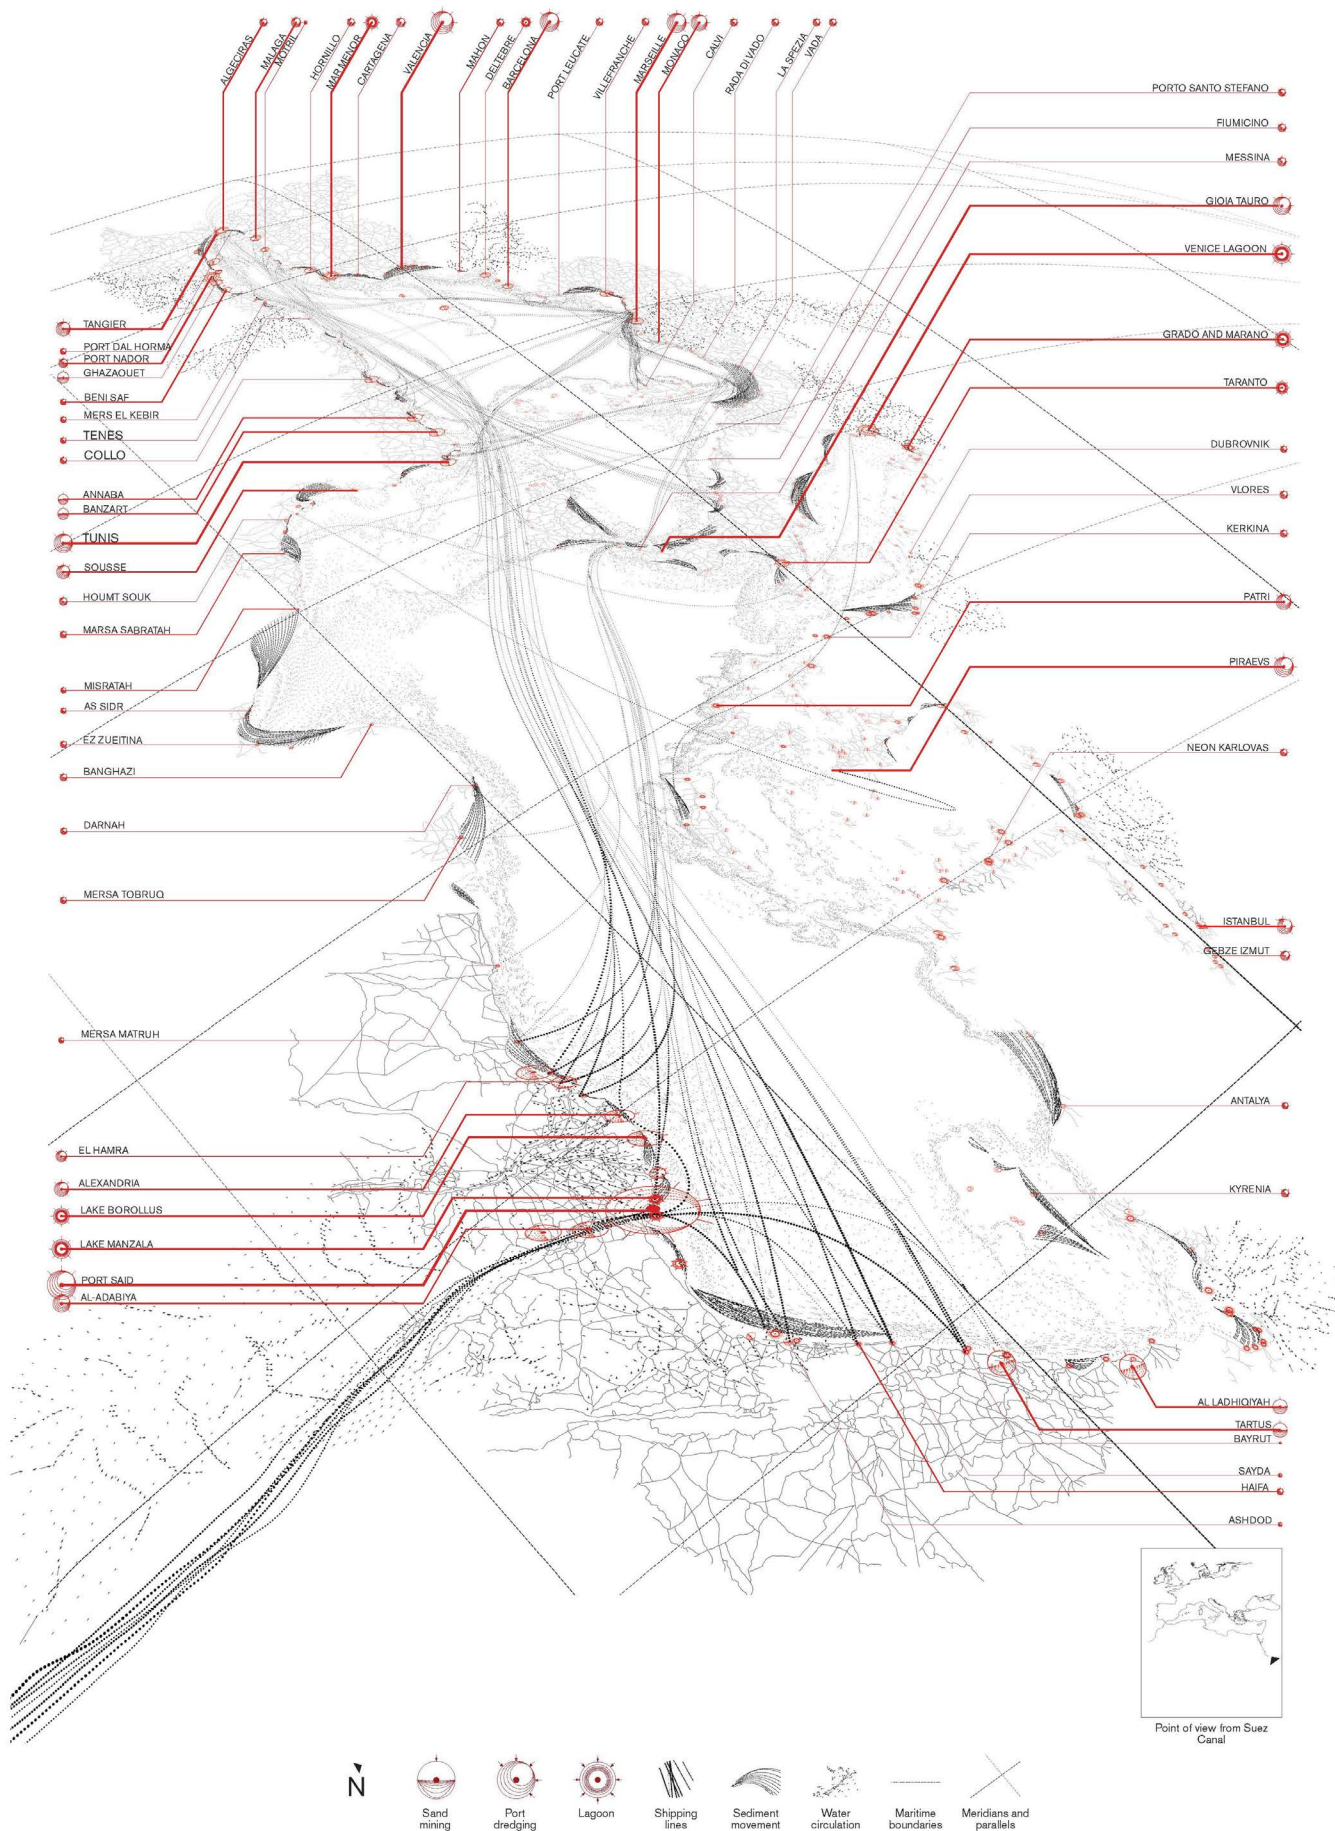 ALGECIRAS
MALAGA
MOTRIL
HORNILLO
MAR MENOR
CARTAGENA
VALENCIA
MAHON
DELTEBRE
BARCELONA
PORT LEUCATE
VILLEFRANCHE
MARSEILLE
MONACO
CALVI
RADA DI VADO
LA SPEZIA
VADA
PORTO SANTO STEFANO
FIUMICINO
MESSINA
GIOIA TAURO
VENICE LAGOON
GRADO AND MARANO
TARANTO
DUBROVNIK
VLORES
KERKINA
PATRI
PIRAEVS
NEON KARLOVAS
ISTANBUL
GEBZE IZMUT
ANTALYA
KYRENIA
AL LADHIQIYAH
TARTUS
BAYRUT
SAYDA
HAIFA
ASHDOD
TANGIER
PORT DAL HORMA
PORT NADOR
GHAZAOUET
BENI SAF
MERS EL KEBIR
TENES
COLLO
ANNABA
BANZART
TUNIS
SOUSSE
HOUMT SOUK
MARSA SABRATAH
MISRATAH
AS SIDR
EZ ZUEITINA
BANGHAZI
DARNAH
MERSA TOBRUQ
MERSA MATRUH
EL HAMRA
ALEXANDRIA
LAKE BOROLLUS
LAKE MANZALA
PORT SAID
AL-ADABIYA
Point of view from Suez
Canal
N
Sand
mining
Port
dredging
Lagoon
Shipping
lines
Sediment
movement
Water
circulation
Maritime
boundaries
Meridians and
parallels